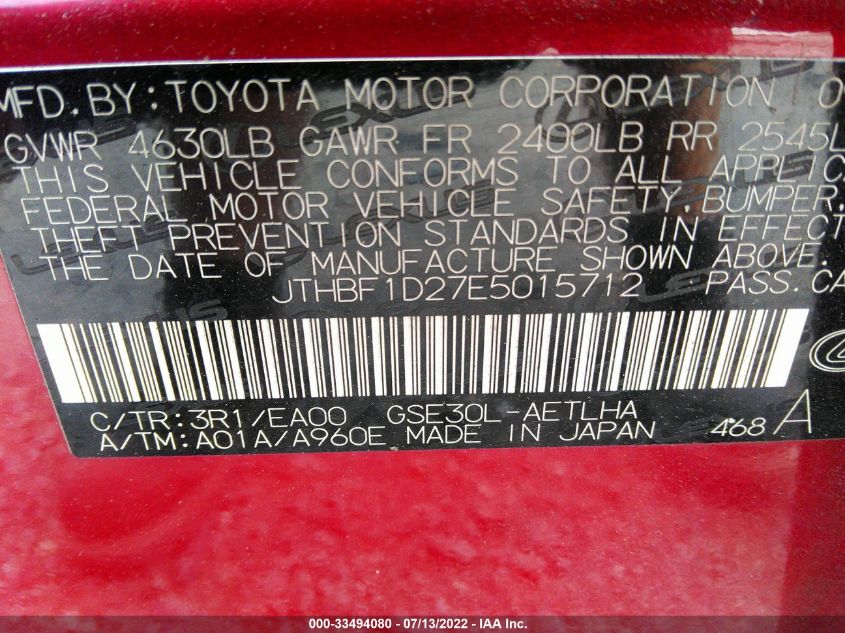 MFD. BY: TOYOTA MOTOR CORPORATION
GVWR 4630LB GAWR FR 2400LB RR 2545L
THIS VEHICLE CONFORMS TO ALL APPLIC
FEDERAL MOTOR VEHICLE SAFETY, BUMPER,
THEFT PREVENTION STANDARDS IN EFFECT
THE DATE OF MANUFACTURE SHOWN ABOVE.
JTHBF1D27E5015712 PASS. CA
C/TR: 3R1/EA00 GSE30L-AETLHA
A/TM: A01A/A960E MADE IN JAPAN 468 A
000-33494080 - 07/13/2022 - IAA Inc.